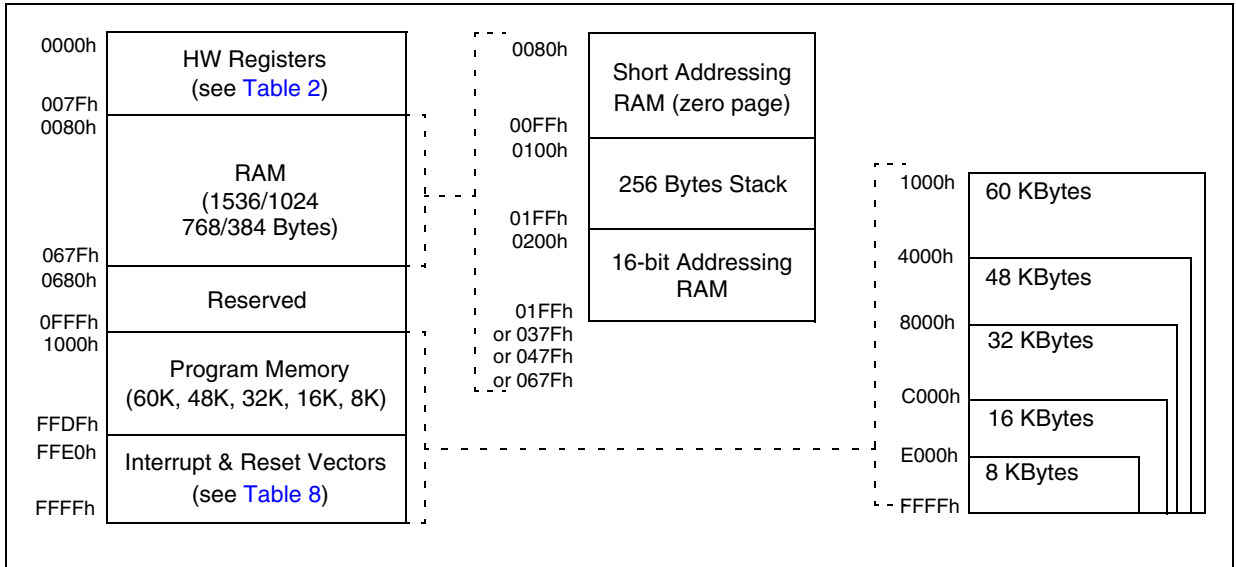 0000h
HW Registers
(see Table 2)
007Fh
0080h
RAM
(1536/1024
768/384 Bytes)
067Fh
0680h
Reserved
0FFFh
1000h
Program Memory
(60K, 48K, 32K, 16K, 8K)
FFDFh
FFE0h
Interrupt & Reset Vectors
(see Table 8)
FFFFh
0080h
Short Addressing
RAM (zero page)
00FFh
0100h
256 Bytes Stack
01FFh
0200h
16-bit Addressing
RAM
01FFh
or 037Fh
or 047Fh
or 067Fh
1000h
60 KBytes
4000h
48 KBytes
8000h
32 KBytes
C000h
16 KBytes
E000h
8 KBytes
FFFFh